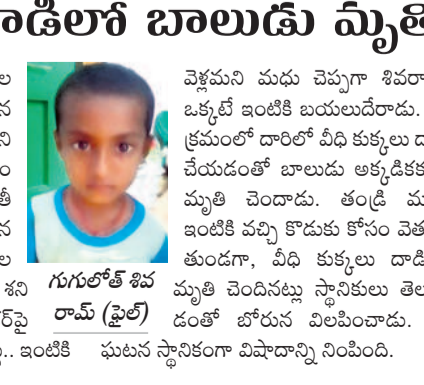 దాడిలో బాలుడు మృతి
ల
న
ని
ం
తీ
న
ల
శని
ర్‌పై
.. ఇంటికి
గుగులోత్ శివ
రామ్ (ఫైల్)
వెళ్లమని మధు చెప్పగా శివరా
ఒక్కటే ఇంటికి బయలుదేరాడు.
క్రమంలో దారిలో వీధి కుక్కలు దా
చేయడంతో బాలుడు అక్కడికక
మృతి చెందాడు. తండ్రి మ
ఇంటికి వచ్చి కొడుకు కోసం వెత
తుండగా, వీధి కుక్కలు దాడి
మృతి చెందినట్లు స్థానికులు తెల
డంతో బోరున విలపించాడు.
ఘటన స్థానికంగా విషాదాన్ని నింపింది.